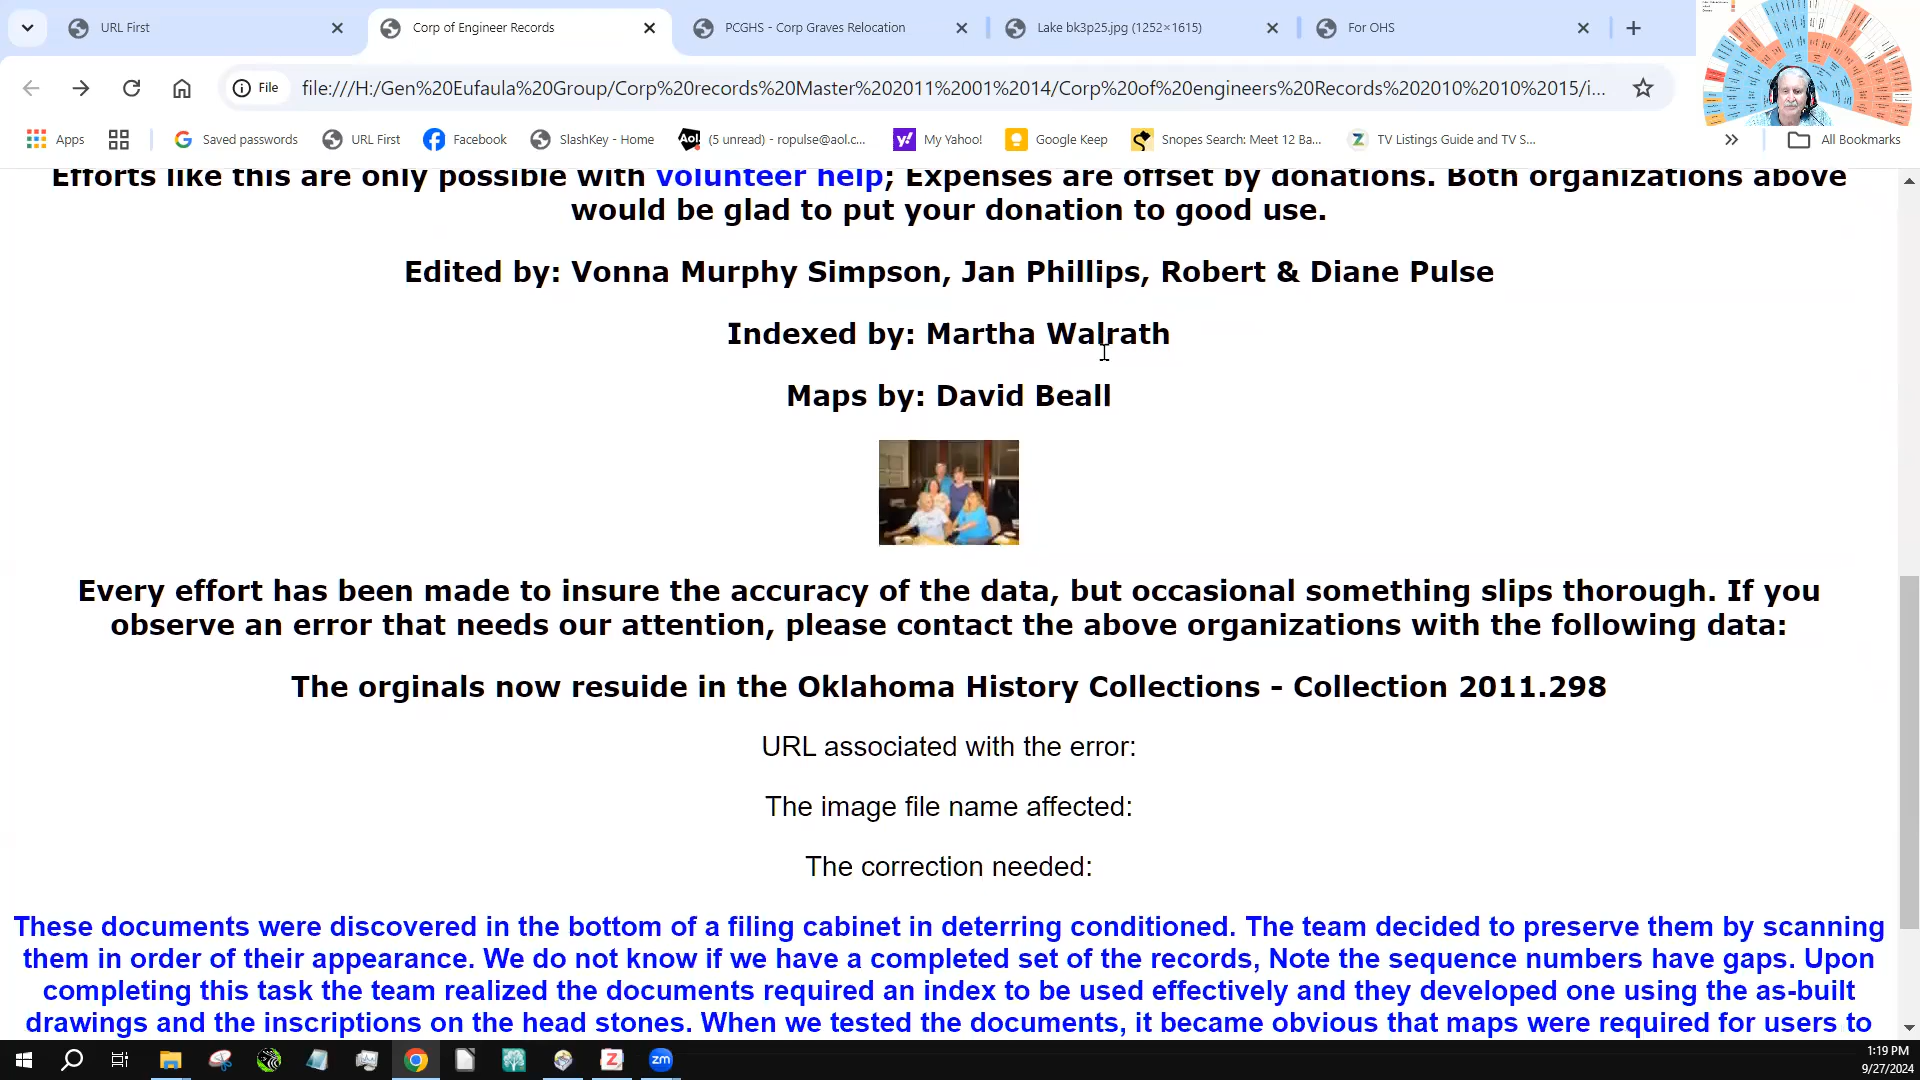 URL First
Corp of Engineer Records
PCGHS - Corp Graves Relocation
Lake bk3p25.jpg (1252×1615)
For OHS
File
file:///H:/Gen%20Eufaula%20Group/Corp%20records%20Master%202011%2001%2014/Corp%20of%20engineers%20Records%202010%2010%2015/i...
Apps
Saved passwords
URL First
Facebook
SlashKey - Home
Aol.
(5 unread) - ropulse@aol.c...
My Yahoo!
Google Keep
Snopes Search: Meet 12 Ba...
TV Listings Guide and TV S...
All Bookmarks
Efforts like this are only possible with volunteer help; Expenses are offset by donations. Both organizations above
would be glad to put your donation to good use.
Edited by: Vonna Murphy Simpson, Jan Phillips, Robert & Diane Pulse
Indexed by: Martha Walrath
Maps by: David Beall
Every effort has been made to insure the accuracy of the data, but occasional something slips thorough. If you
observe an error that needs our attention, please contact the above organizations with the following data:
The orginals now resuide in the Oklahoma History Collections - Collection 2011.298
URL associated with the error:
The image file name affected:
The correction needed:
These documents were discovered in the bottom of a filing cabinet in deterring conditioned. The team decided to preserve them by scanning
them in order of their appearance. We do not know if we have a completed set of the records, Note the sequence numbers have gaps. Upon
completing this task the team realized the documents required an index to be used effectively and they developed one using the as-built
drawings and the inscriptions on the head stones. When we tested the documents, it became obvious that maps were required for users to
zm
1:19 PM
9/27/2024